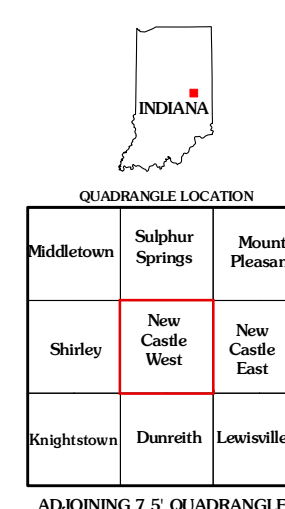 INDIANA
QUADRANGLE LOCATION
Middletown
Sulphur
Springs
Mount
Pleasan
Shirley
New
Castle
West
New
Castle
East
Knightstown
Dunreith
Lewisville
ADJOINING 7.5' QUADRANGLE